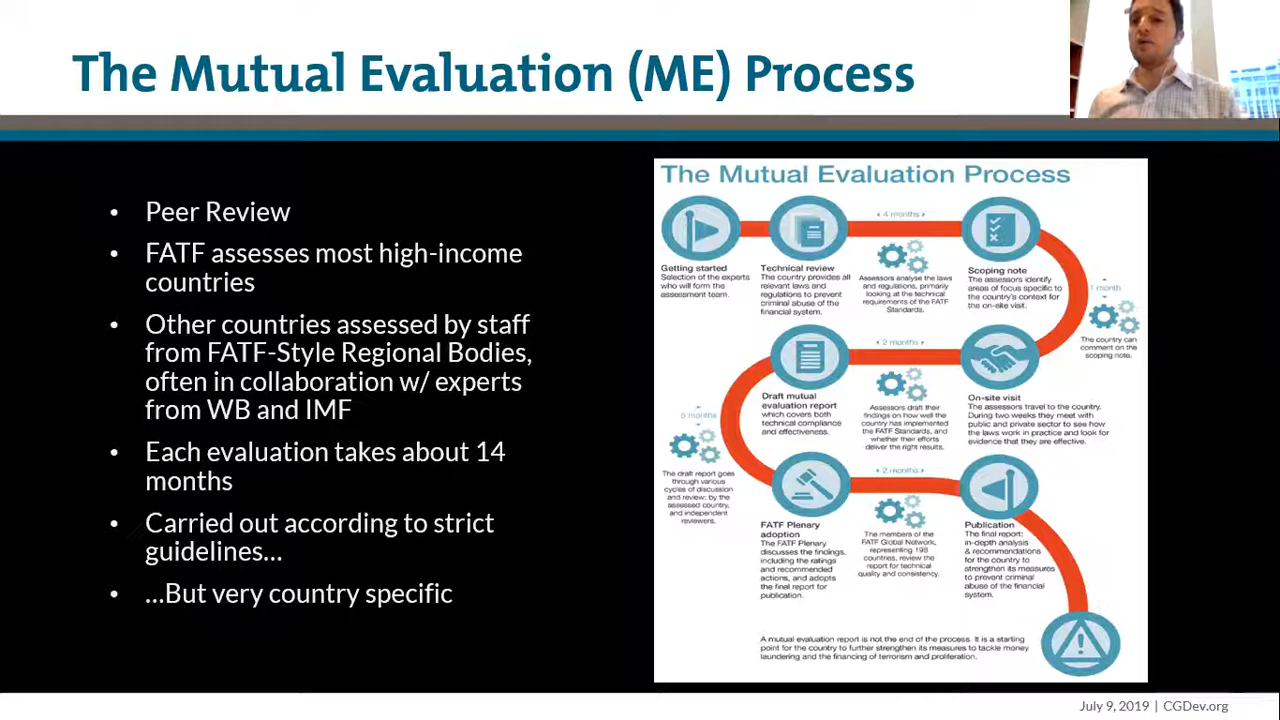 The Mutual Evaluation (ME) Process
• Peer Review
• FATF assesses most high-income
countries
• Other countries assessed by staff
from FATF-Style Regional Bodies,
often in collaboration w/ experts
from WB and IMF
• Each evaluation takes about 14
months
• Carried out according to strict
guidelines...
• ...But very country specific
The Mutual Evaluation Process
Getting started
Selection of the experts
who will form the
assessment team.
Technical review
The country provides all
relevant laws and
regulations to prevent
criminal abuse of the
financial system.
4 months
Assessors analyse the laws
and regulations, primarily
looking at the technical
requirements of the FATF
Standards.
Scoping note
The assessors identify
areas of focus specific to
the country's context for
the on-site visit.
1 month
The country can
comment on the
scoping note.
Draft mutual
evaluation report
which covers both
technical compliance
and effectiveness.
2 months
Assessors draft their
findings on how well the
country has implemented
the FATF Standards, and
whether their efforts
deliver the right results.
On-site visit
The assessors travel to the country.
During two weeks they meet with
public and private sector to see how
the laws work in practice and look for
evidence that they are effective.
months
The draft report goes
through various
cycles of discussion
and review: by the
assessed country,
and independent
reviewers.
FATF Plenary
adoption
The FATF Plenary
discusses the findings,
including the ratings
and recommended
actions, and adopts
the final report for
publication.
2 months
The members of the
FATF Global Network,
representing 198
countries, review the
report for technical
quality and consistency.
Publication
The final report:
in-depth analysis
& recommendations
for the country to
strengthen its measures
to prevent criminal
abuse of the financial
system.
A mutual evaluation report is not the end of the process. It is a starting
point for the country to further strengthen its measures to tackle money
laundering and the financing of terrorism and proliferation.
July 9, 2019 | CGDev.org